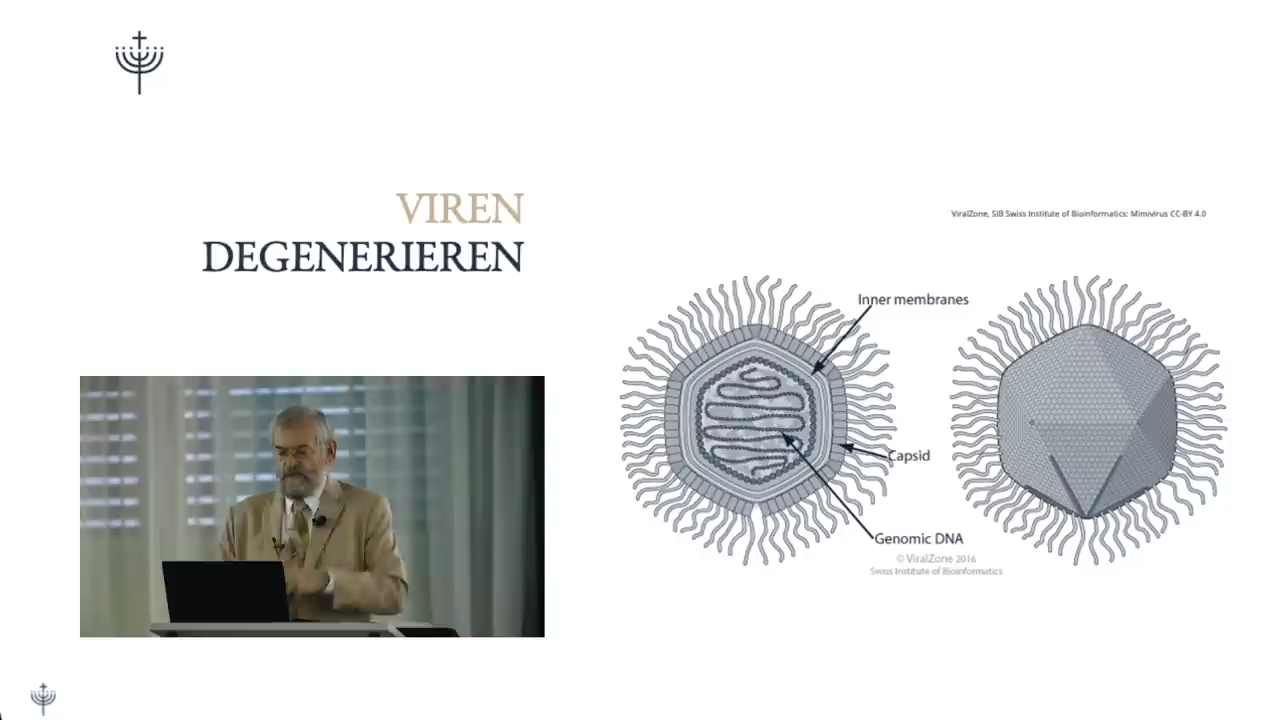 VIREN
DEGENERIEREN
ViralZone, SIB Swiss Institute of Bioinformatics: Mimivirus CC-BY 4.0
Inner membranes
Capsid
Genomic DNA
© ViralZone 2016
Swiss Institute of Bioinformatics